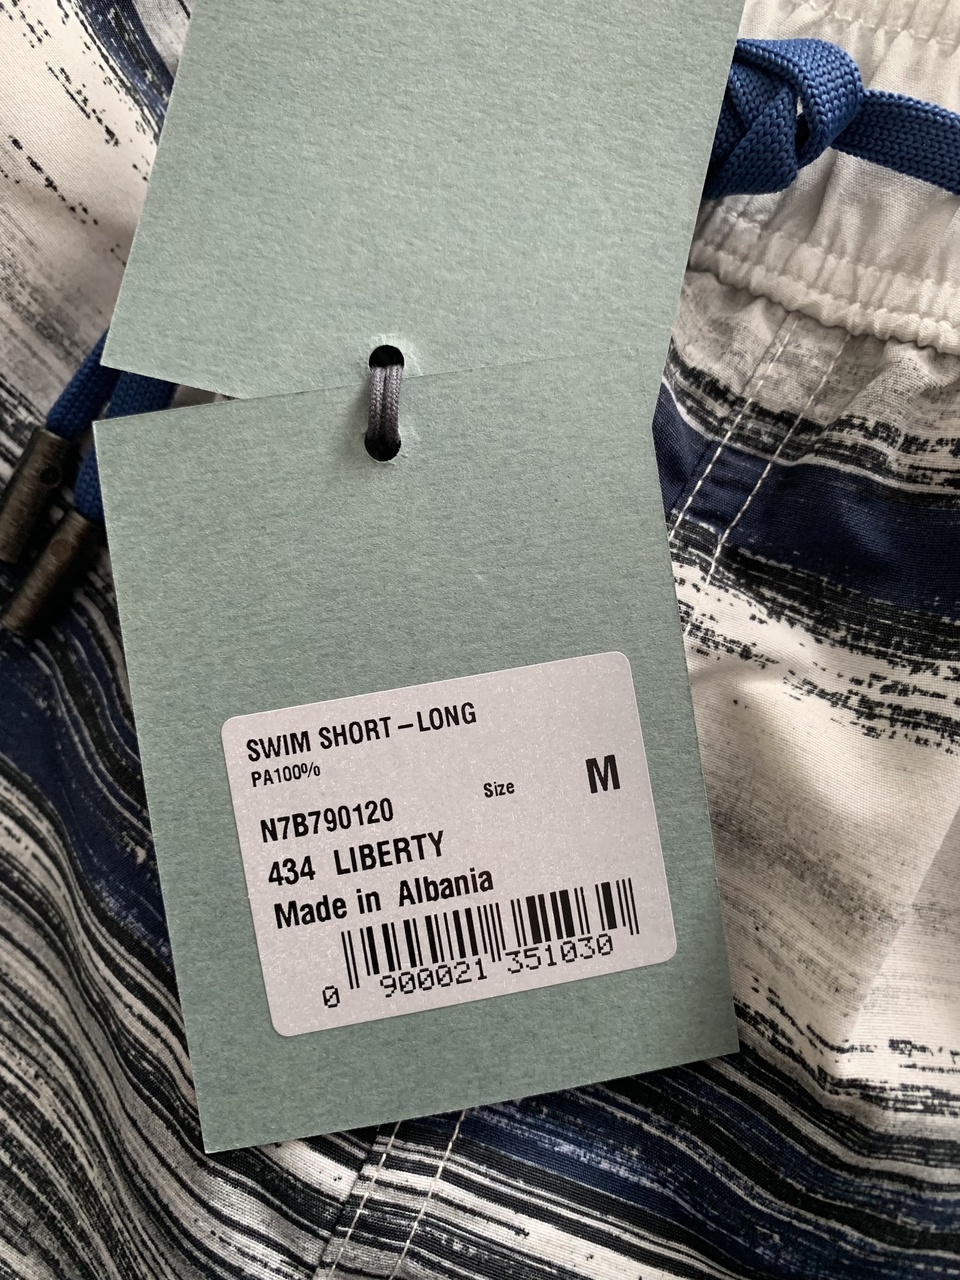 SWIM SHORT – LONG
PA100%
Size M
N7B790120
434 LIBERTY
Made in Albania
0 900021 351030